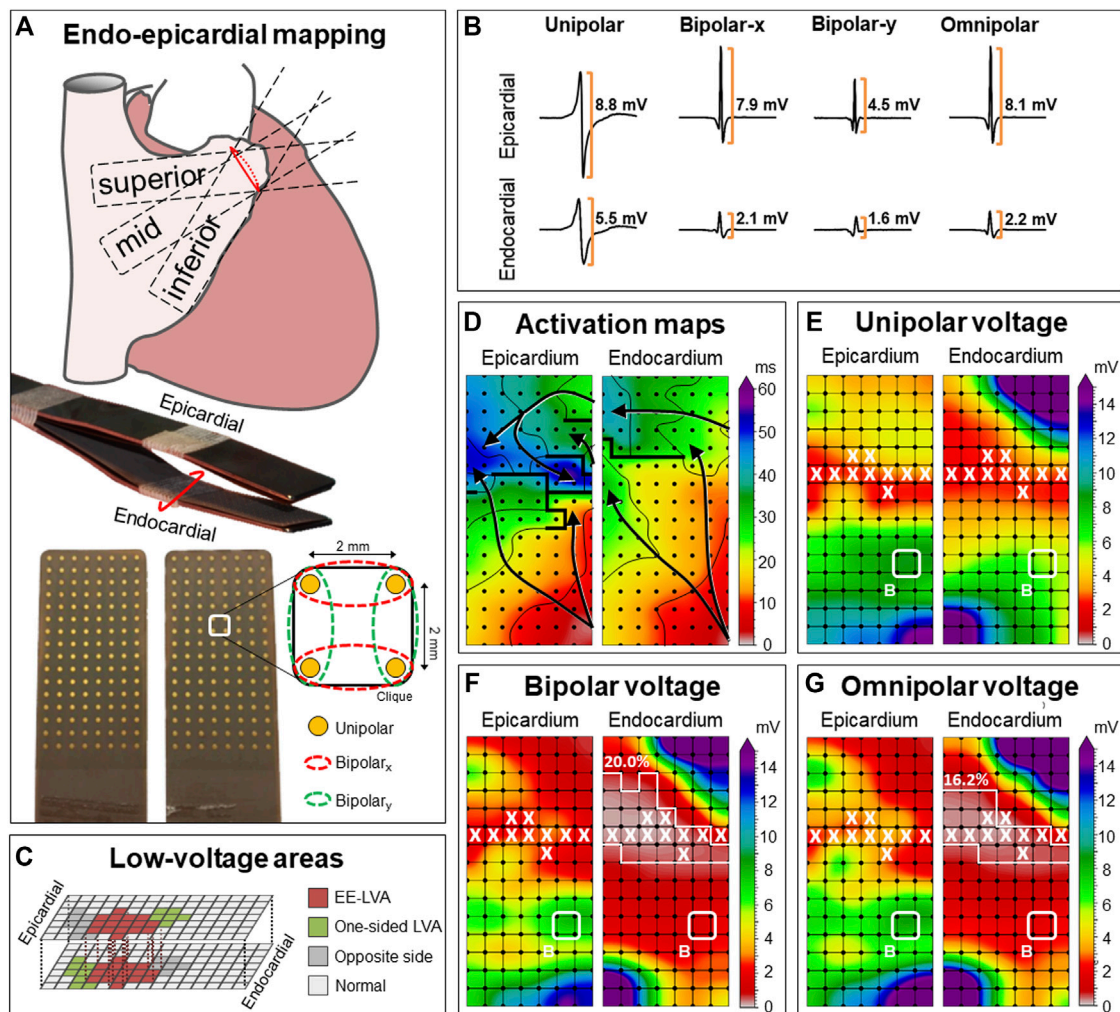 A
Endo-epicardial mapping
superior
mid
inferior
Epicardial
Endocardial
2 mm
2 mm
Clique
Unipolar
Bipolarx
Bipolary
B
Unipolar
Bipolar-x
Bipolar-y
Omnipolar
Epicardial
8.8 mV
7.9 mV
4.5 mV
8.1 mV
Endocardial
5.5 mV
2.1 mV
1.6 mV
2.2 mV
C
Low-voltage areas
Epicardial
Endocardial
EE-LVA
One-sided LVA
Opposite side
Normal
D
Activation maps
Epicardium
Endocardium
ms
60
50
40
30
20
10
0
E
Unipolar voltage
Epicardium
Endocardium
mV
14
12
10
8
6
4
2
0
X X
X X X X X X X
X
X X
X X X X X X X
X
B
B
F
Bipolar voltage
Epicardium
Endocardium
mV
14
12
10
8
6
4
2
0
20.0%
X X
X X X X X X X
X
X X
X X X X X X X
X
B
B
G
Omnipolar voltage
Epicardium
Endocardium
mV
14
12
10
8
6
4
2
0
16.2%
X X
X X X X X X X
X
X X
X X X X X X X
X
B
B